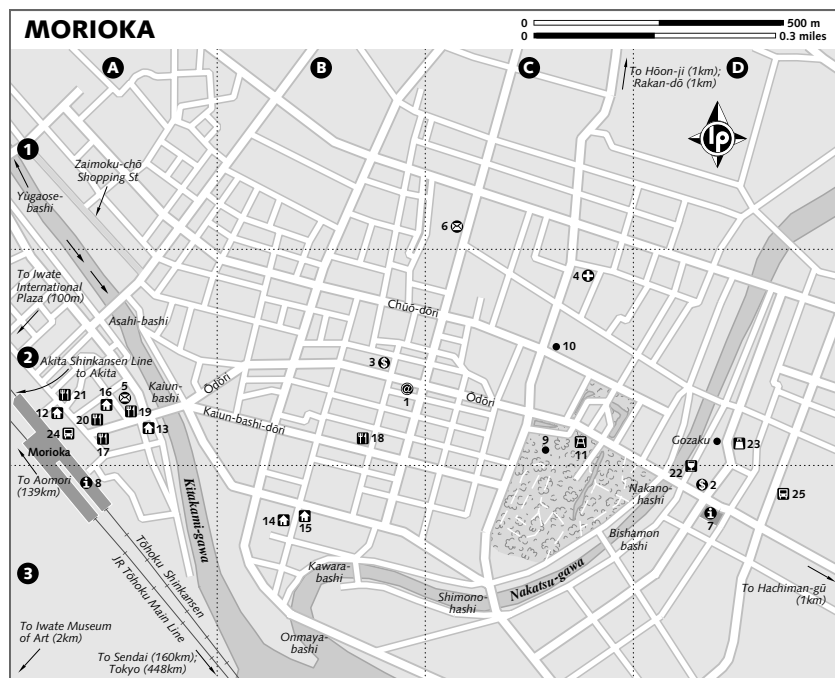 MORIOKA
0 500 m
0 0.3 miles
A
B
C
D
To Hōon-ji (1km);
Rakan-dō (1km)
lp
1
Zaimoku-chō
Shopping St
Yūgaose-
bashi
6
To Iwate
International
Plaza (100m)
4
Chūō-dōri
Asahi-bashi
10
2
Akita Shinkansen Line
to Akita
3 $
Kaiun-
bashi
Ōdōri
@
1
Ōdōri
21
16
5
12
19
20
13
Kaiun-bashi-dōri
18
24
17
Morioka
9
11
Gozaku
23
22
$ 2
25
Nakano-
hashi
7
To Aomori
(139km)
8
Kitakami-gawa
14
15
Bishamon
bashi
Kawara-
bashi
Nakatsu-gawa
Shimono-
hashi
3
Tōhoku Shinkansen
JR Tōhoku Main Line
To Hachiman-gū
(1km)
To Iwate Museum
of Art (2km)
Onmaya-
bashi
To Sendai (160km);
Tokyo (448km)